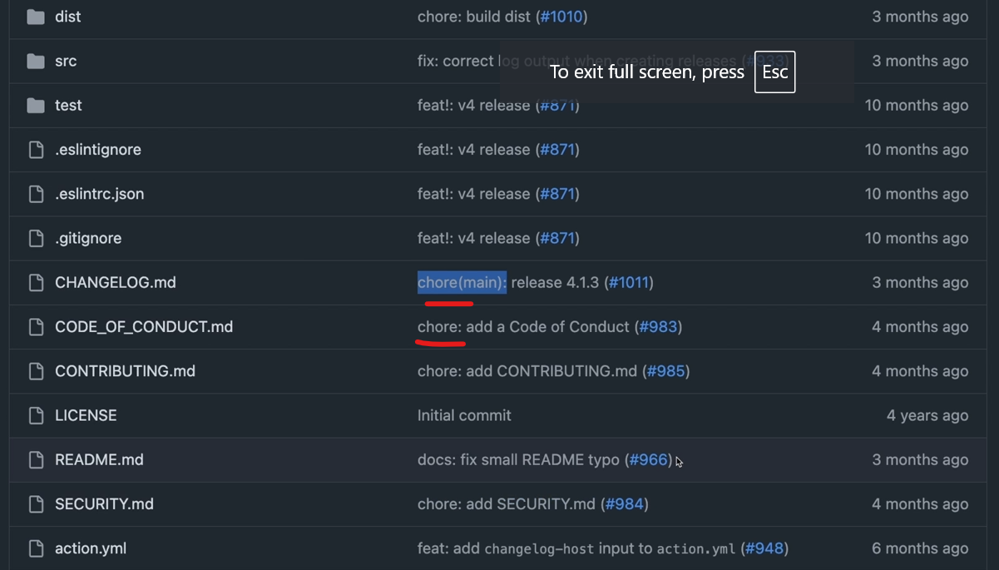 dist chore: build dist (#1010) 3 months ago
src fix: correct log output when creating releases (#933) 3 months ago
To exit full screen, press Esc
test feat!: v4 release (#871) 10 months ago
.eslintignore feat!: v4 release (#871) 10 months ago
.eslintrc.json feat!: v4 release (#871) 10 months ago
.gitignore feat!: v4 release (#871) 10 months ago
CHANGELOG.md chore(main): release 4.1.3 (#1011) 3 months ago
CODE_OF_CONDUCT.md chore: add a Code of Conduct (#983) 4 months ago
CONTRIBUTING.md chore: add CONTRIBUTING.md (#985) 4 months ago
LICENSE Initial commit 4 years ago
README.md docs: fix small README typo (#966) 3 months ago
SECURITY.md chore: add SECURITY.md (#984) 4 months ago
action.yml feat: add changelog-host input to action.yml (#948) 6 months ago